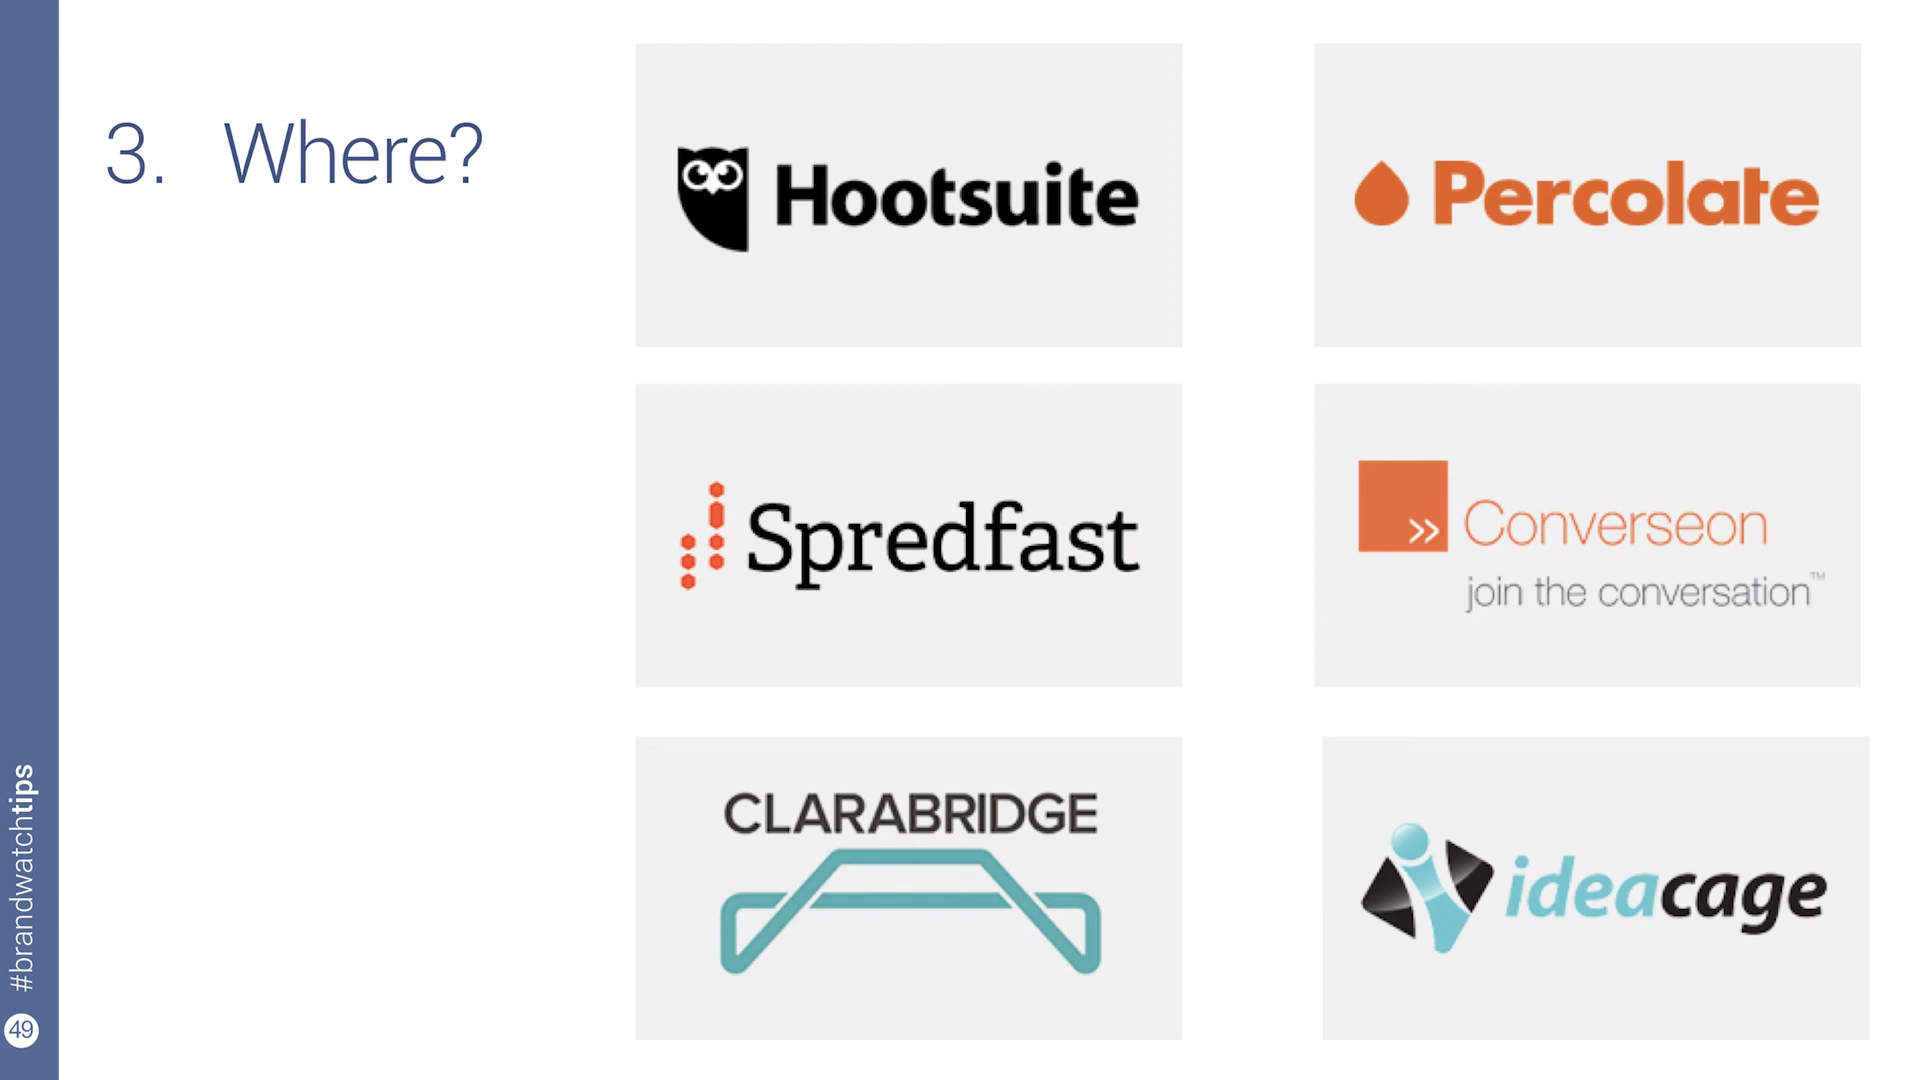 3. Where?
Hootsuite
Percolate
Spredfast
»Converseon
join the conversation™
CLARABRIDGE
ideacage
#brandwatchtips
49